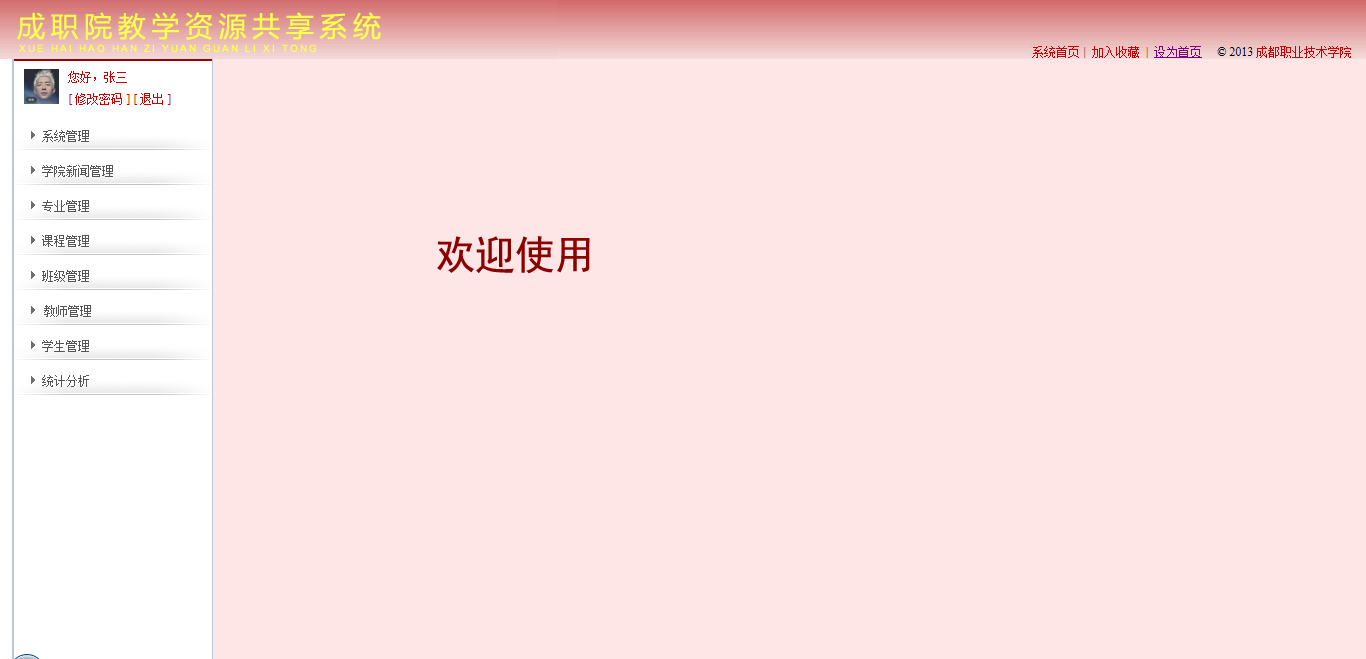 成职院教学资源共享系统
XUE HAI HAO HAN ZI YUAN GUAN LI XI TONG
系统首页 | 加入收藏 | 设为首页 © 2013 成都职业技术学院
您好，张三
[ 修改密码 ] [ 退出 ]
系统管理
学院新闻管理
专业管理
课程管理
班级管理
教师管理
学生管理
统计分析
欢迎使用